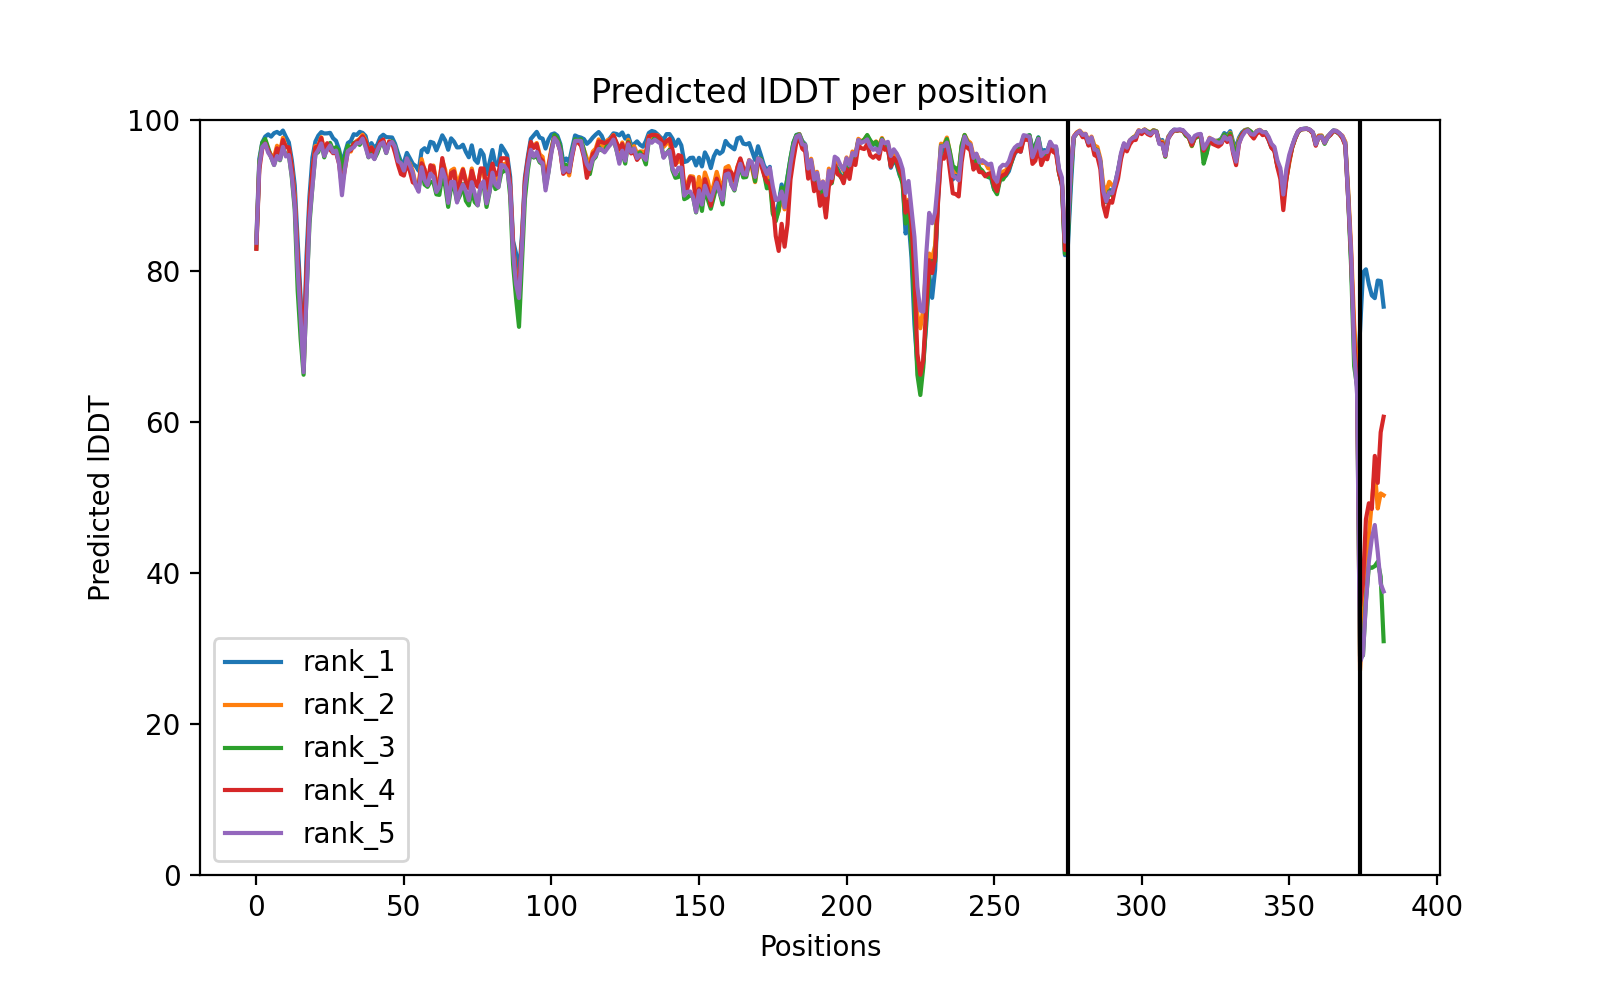 Predicted lDDT per position
100
80
60
40
20
0
Predicted lDDT
rank_1
rank_2
rank_3
rank_4
rank_5
0 50 100 150 200 250 300 350 400
Positions